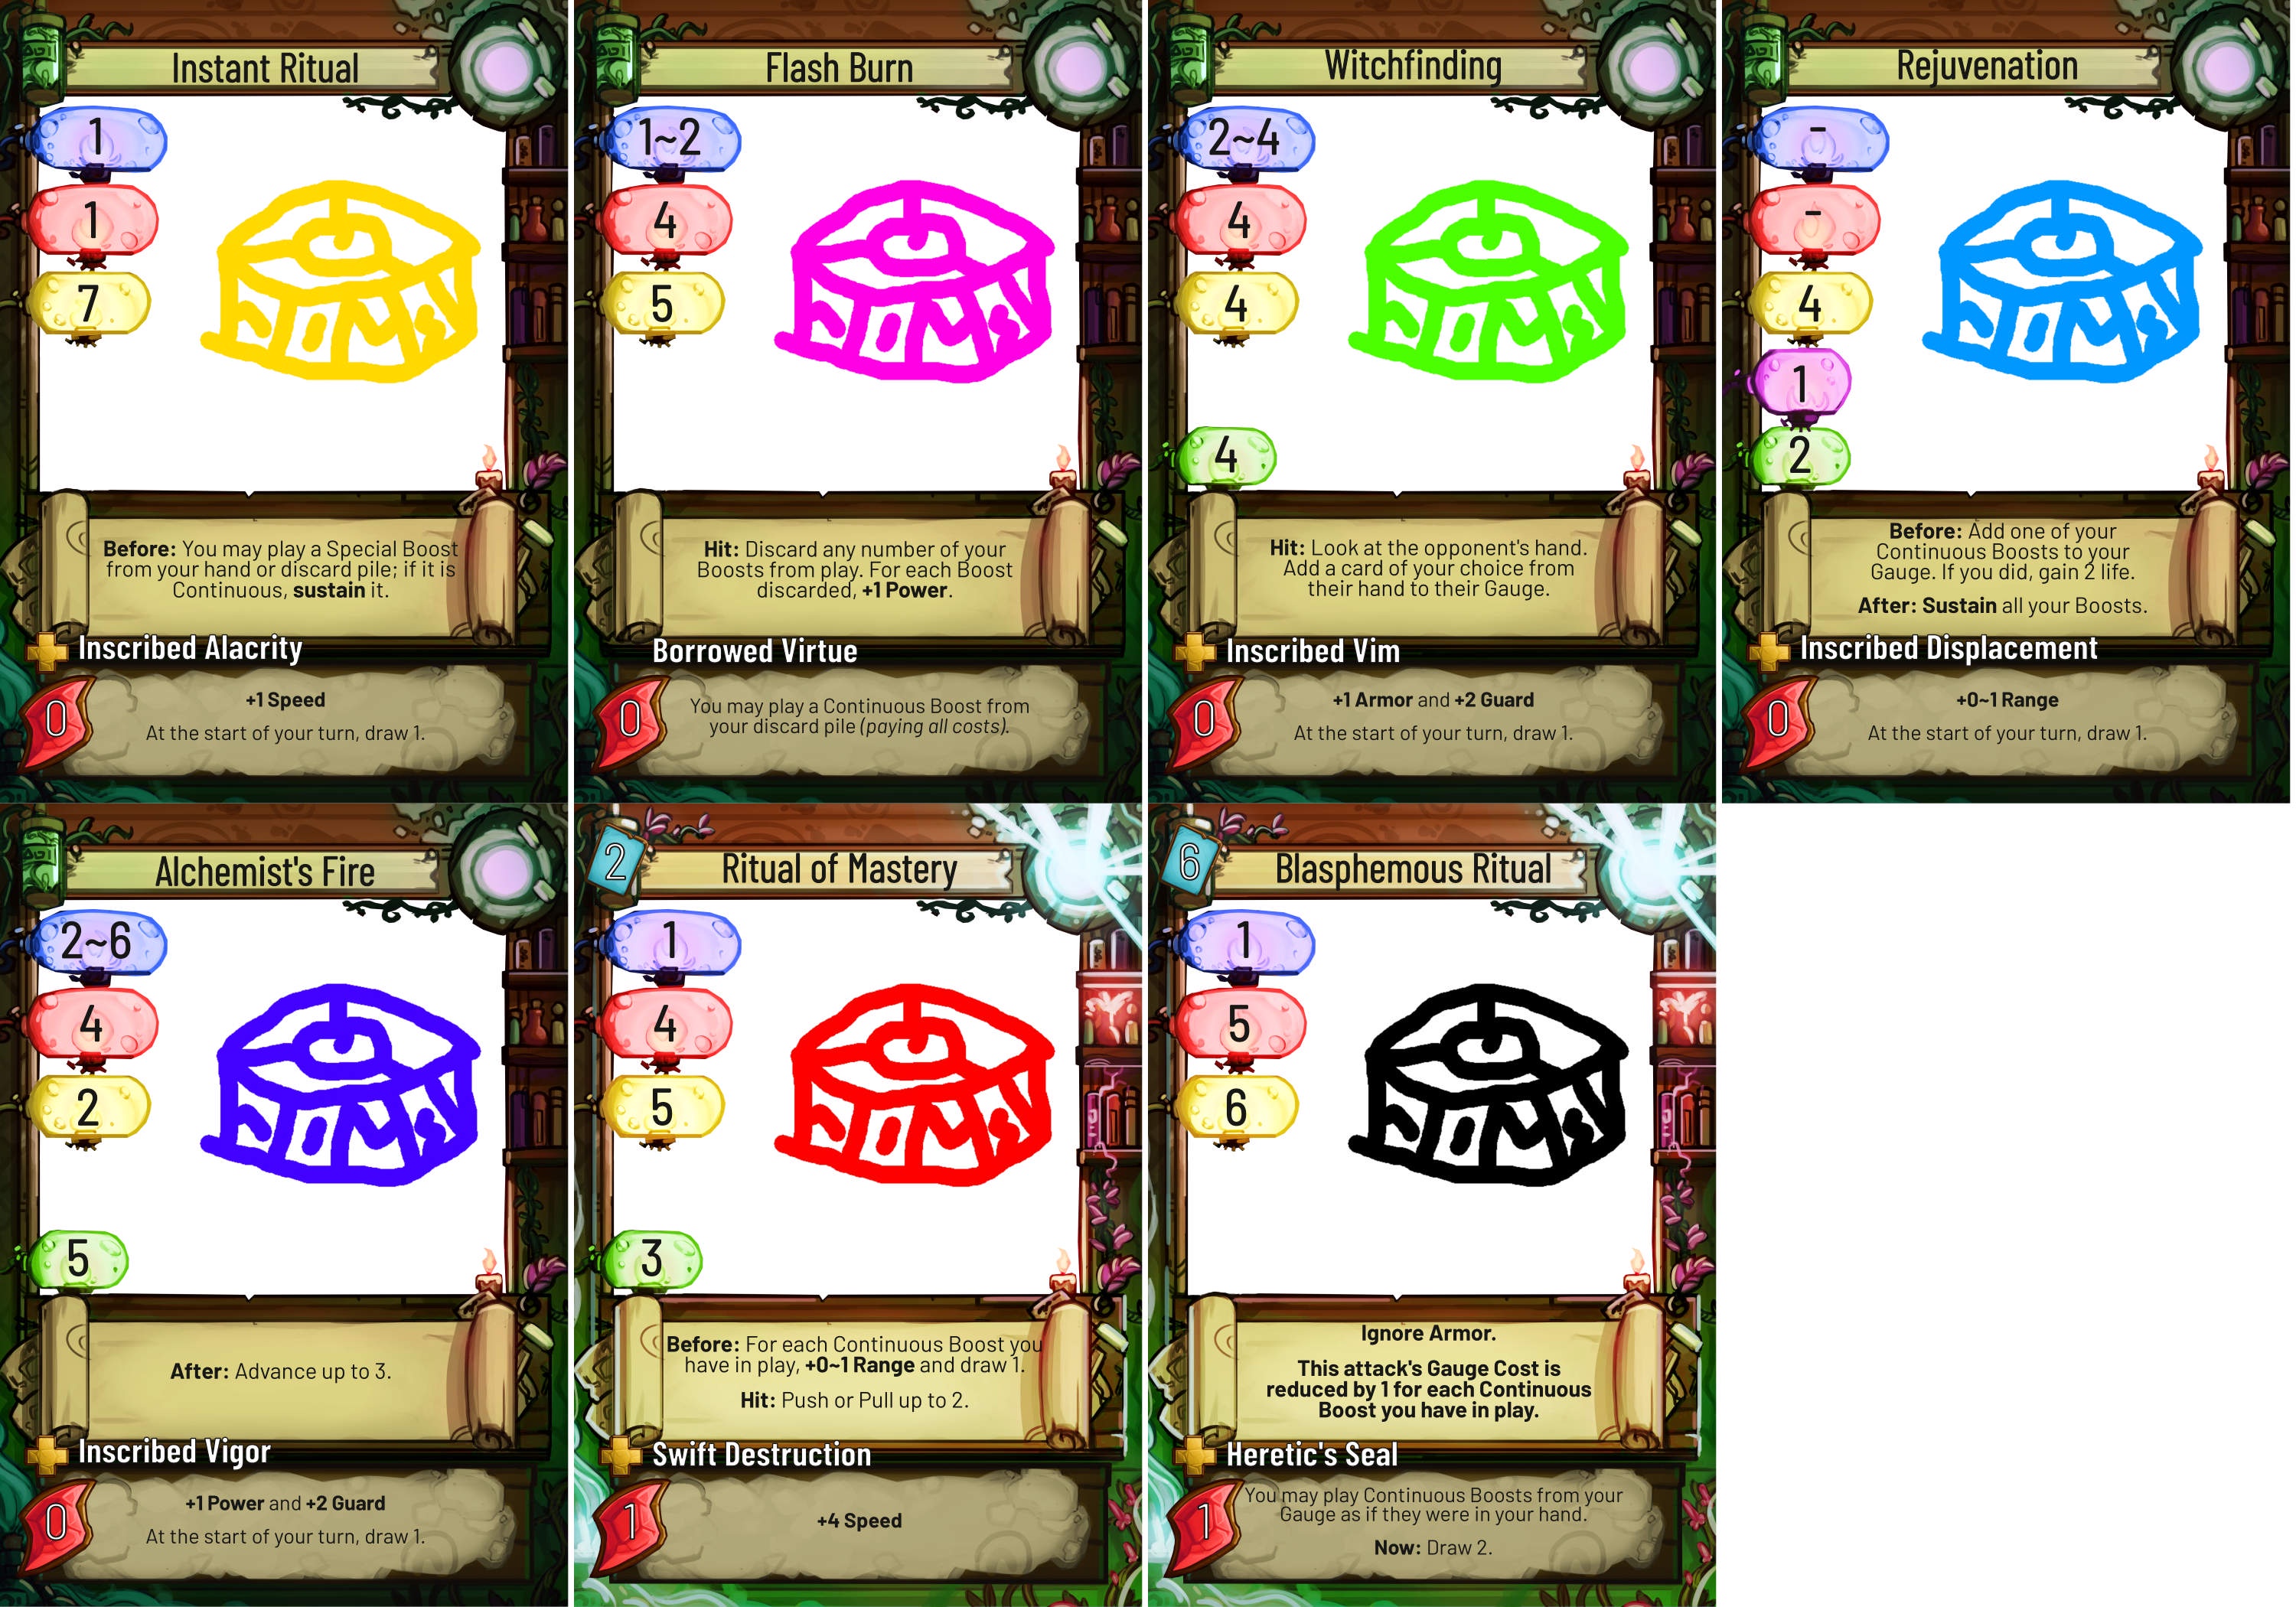 Instant Ritual
1
1
7
Before: You may play a Special Boost
from your hand or discard pile; if it is
Continuous, sustain it.
Inscribed Alacrity
0
+1 Speed
At the start of your turn, draw 1.
Flash Burn
1~2
4
5
Hit: Discard any number of your
Boosts from play. For each Boost
discarded, +1 Power.
Borrowed Virtue
0
You may play a Continuous Boost from
your discard pile (paying all costs).
Witchfinding
2~4
4
4
4
Hit: Look at the opponent's hand.
Add a card of your choice from
their hand to their Gauge.
Inscribed Vim
0
+1 Armor and +2 Guard
At the start of your turn, draw 1.
Rejuvenation
-
-
4
1
2
Before: Add one of your
Continuous Boosts to your
Gauge. If you did, gain 2 life.
After: Sustain all your Boosts.
Inscribed Displacement
0
+0~1 Range
At the start of your turn, draw 1.
Alchemist's Fire
2~6
4
2
5
After: Advance up to 3.
Inscribed Vigor
0
+1 Power and +2 Guard
At the start of your turn, draw 1.
2
Ritual of Mastery
1
4
5
3
Before: For each Continuous Boost you
have in play, +0~1 Range and draw 1.
Hit: Push or Pull up to 2.
Swift Destruction
1
+4 Speed
6
Blasphemous Ritual
1
5
6
Ignore Armor.
This attack's Gauge Cost is
reduced by 1 for each Continuous
Boost you have in play.
Heretic's Seal
1
You may play Continuous Boosts from your
Gauge as if they were in your hand.
Now: Draw 2.